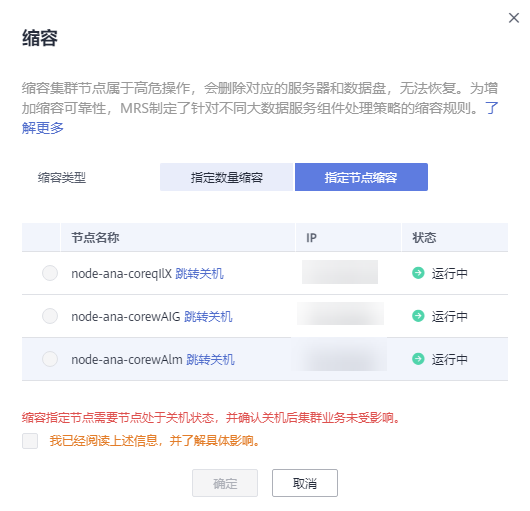 缩容
缩容集群节点属于高危操作，会删除对应的服务器和数据盘，无法恢复。为增
加缩容可靠性，MRS制定了针对不同大数据服务组件处理策略的缩容规则。了
解更多
缩容类型 指定数量缩容 指定节点缩容
节点名称 IP 状态
node-ana-coreqIlX 跳转关机 运行中
node-ana-corewAIG 跳转关机 运行中
node-ana-corewAlm 跳转关机 运行中
缩容指定节点需要节点处于关机状态，并确认关机后集群业务未受影响。
我已经阅读上述信息，并了解具体影响。
确定 取消